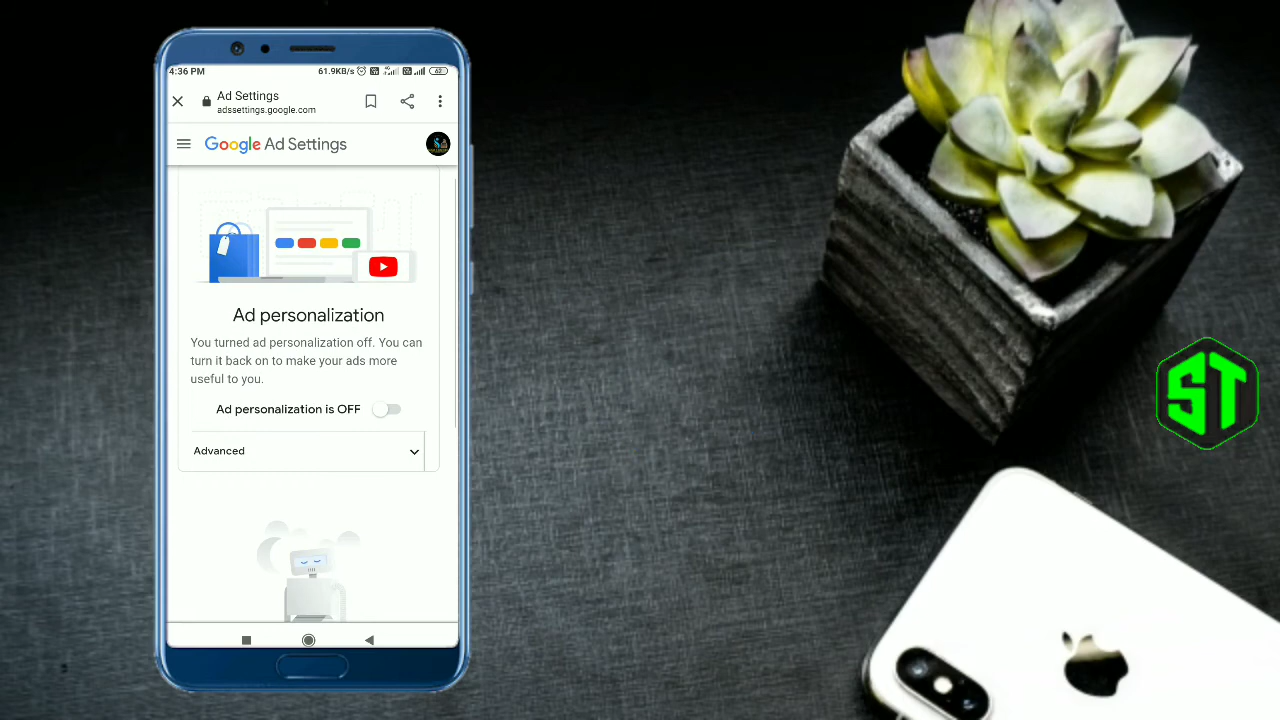 4:36 PM
61.9KB/s
62
Ad Settings
adssettings.google.com
Google Ad Settings
Ad personalization
You turned ad personalization off. You can
turn it back on to make your ads more
useful to you.
Ad personalization is OFF
Advanced
ST